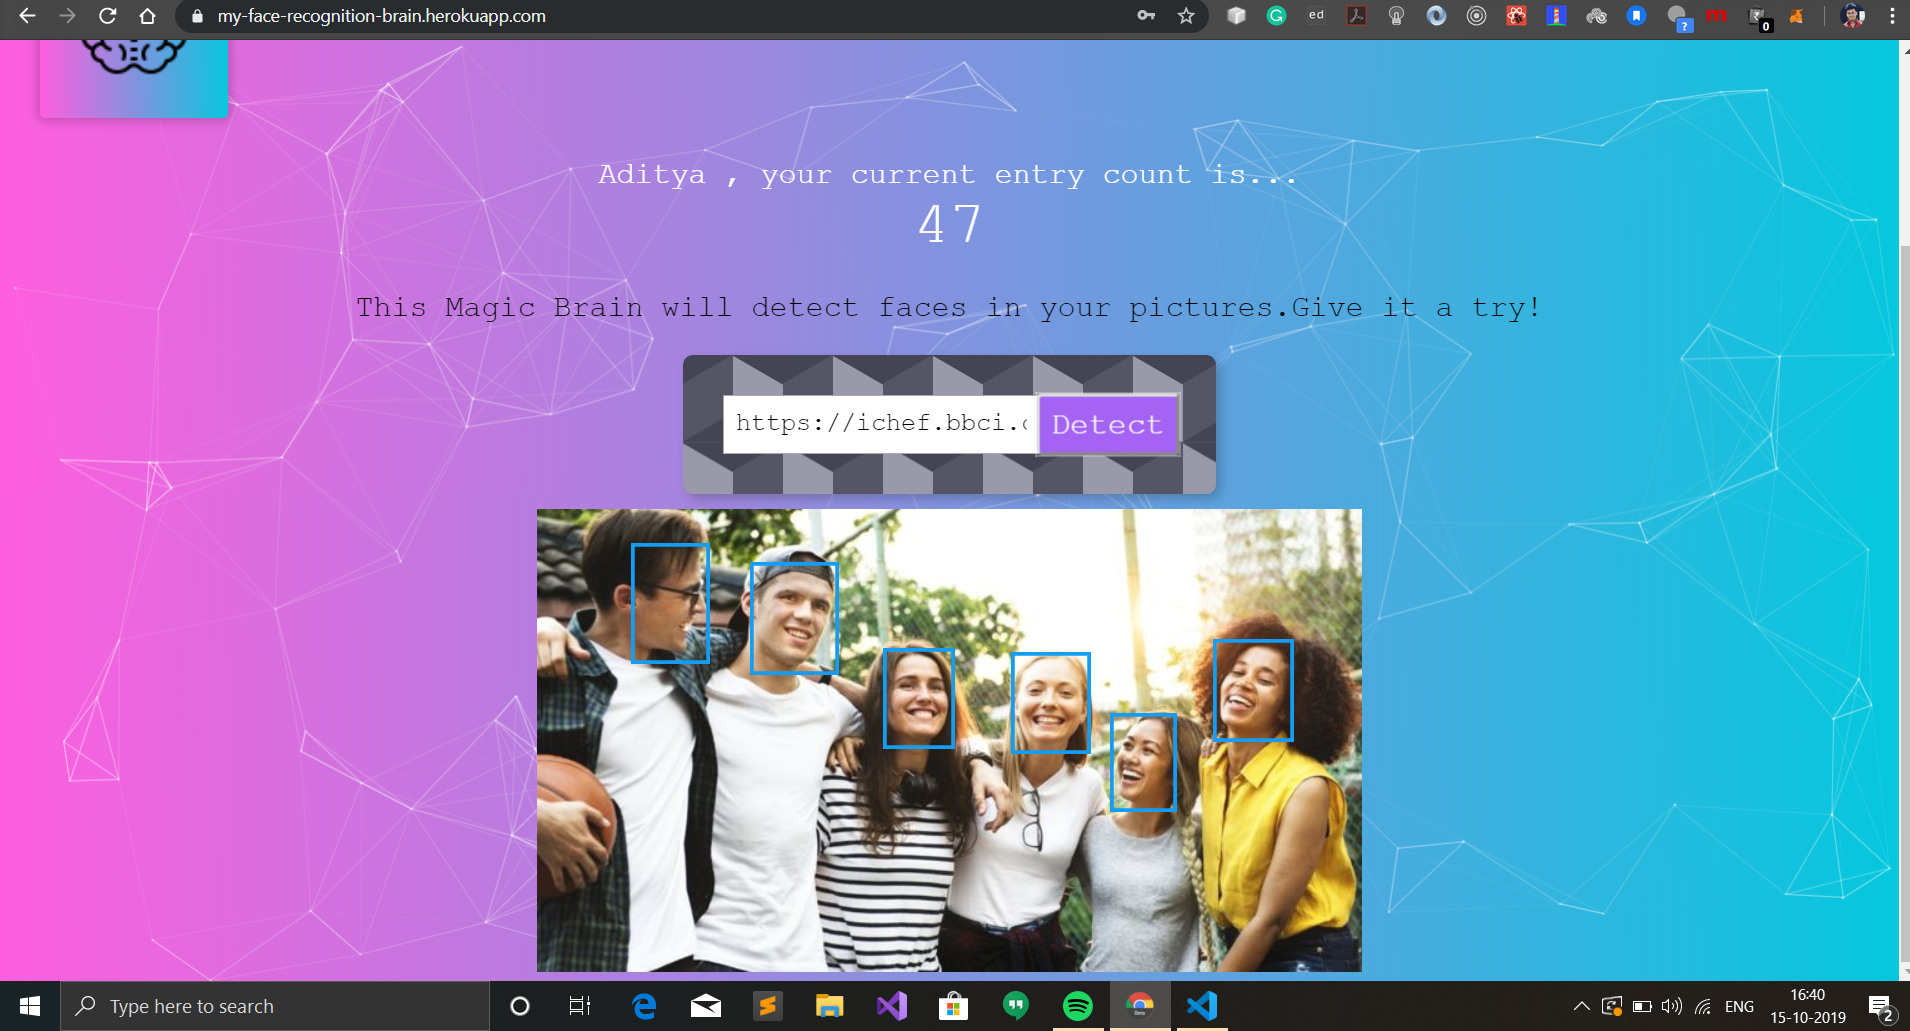 my-face-recognition-brain.herokuapp.com
ed
?
0
Aditya , your current entry count is...
47
This Magic Brain will detect faces in your pictures.Give it a try!
https://ichef.bbci.c
Detect
Type here to search
Beta
ENG
16:40
15-10-2019
2